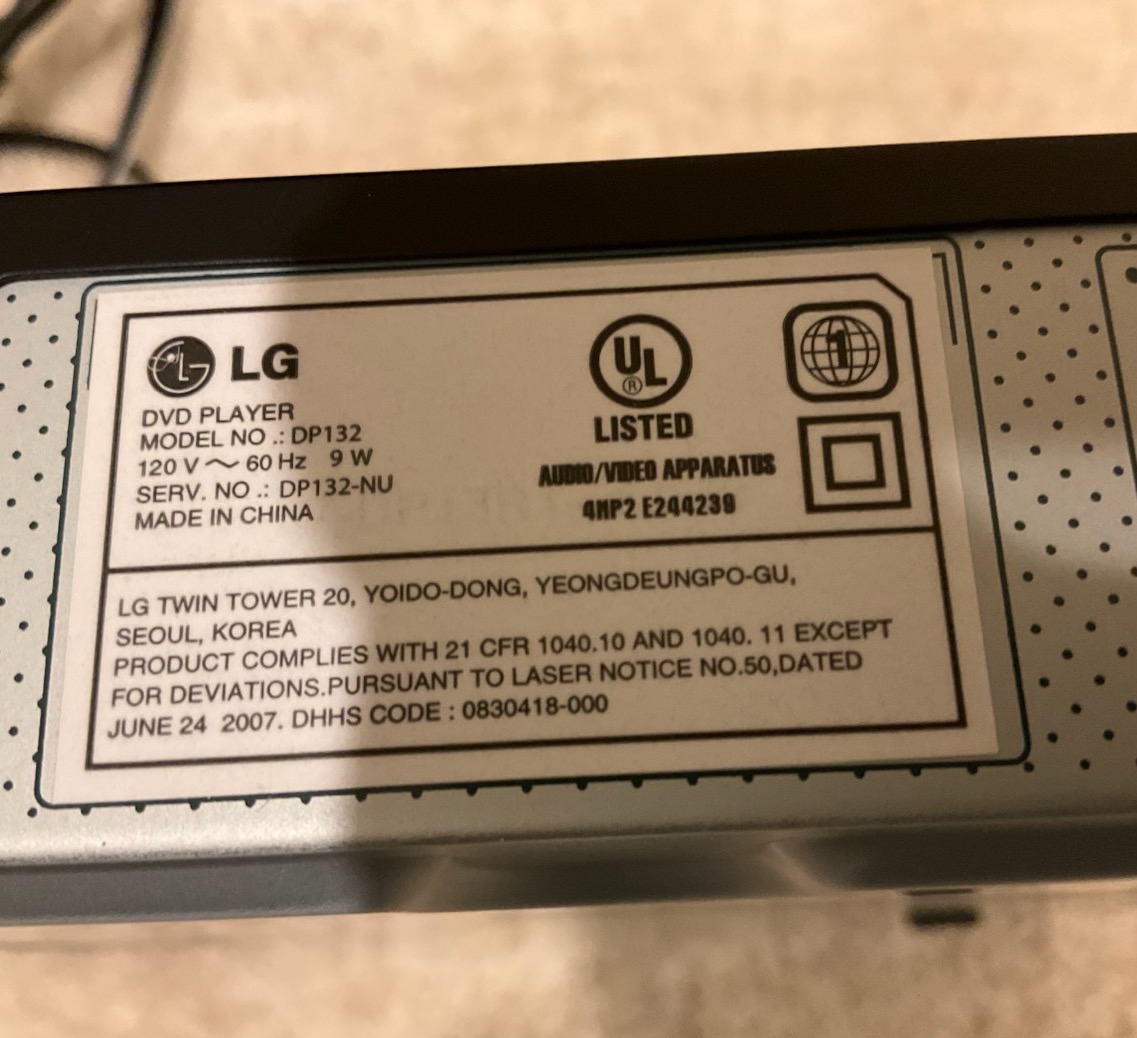 LG
DVD PLAYER
MODEL NO .: DP132
120 V ~ 60 Hz 9 W
SERV. NO .: DP132-NU
MADE IN CHINA
UL
®
LISTED
AUDIO/VIDEO APPARATUS
4MP2 E244239
1
LG TWIN TOWER 20, YOIDO-DONG, YEONGDEUNGPO-GU,
SEOUL, KOREA
PRODUCT COMPLIES WITH 21 CFR 1040.10 AND 1040. 11 EXCEPT
FOR DEVIATIONS.PURSUANT TO LASER NOTICE NO.50,DATED
JUNE 24 2007. DHHS CODE : 0830418-000